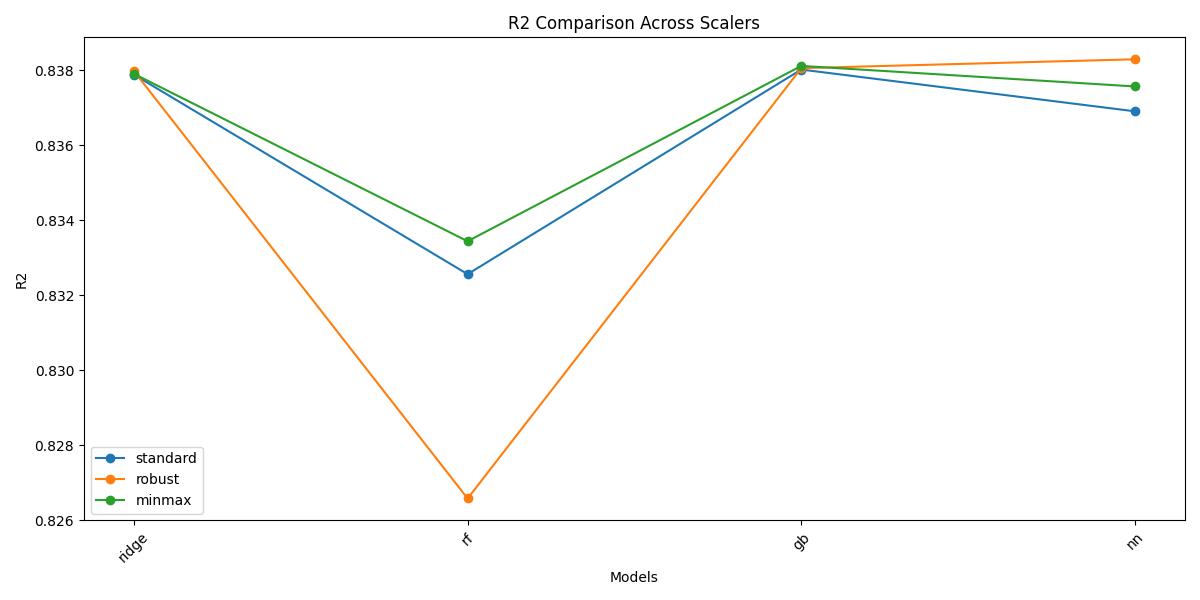 R2 Comparison Across Scalers
R2
0.838
0.836
0.834
0.832
0.830
0.828
0.826
standard
robust
minmax
ridge
rf
gb
nn
Models